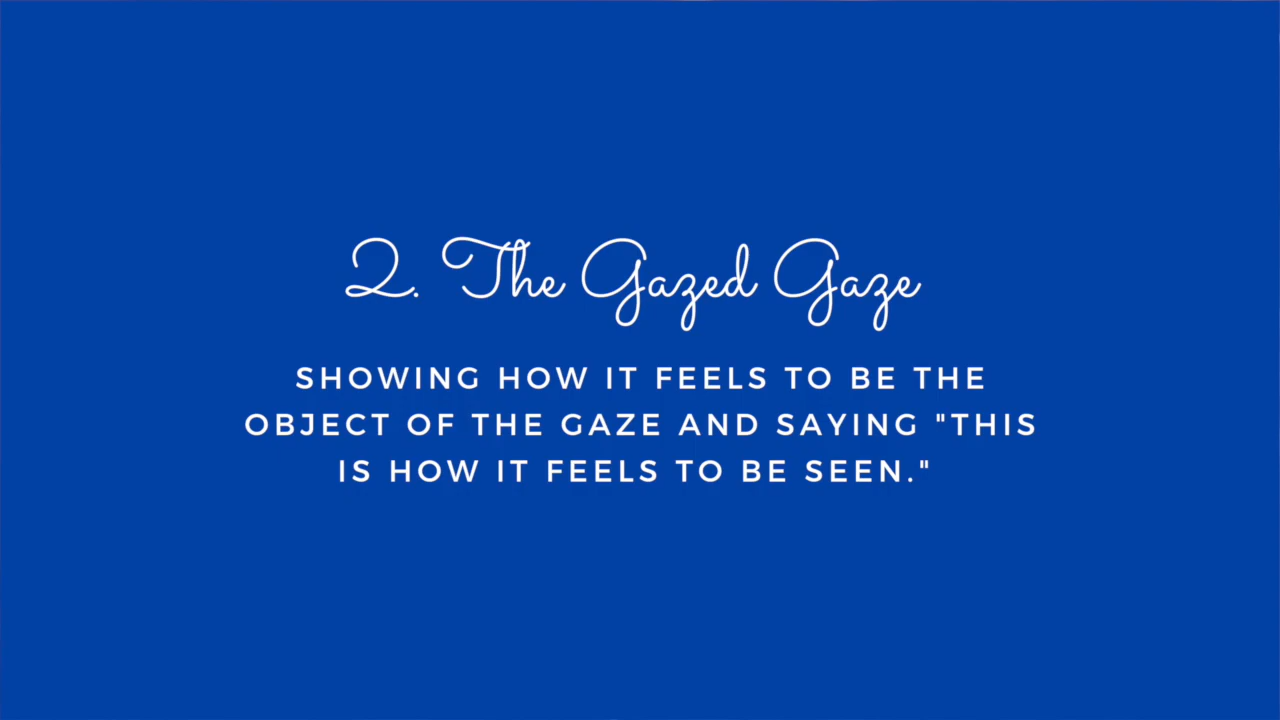 2. The Gazed Gaze
SHOWING HOW IT FEELS TO BE THE
OBJECT OF THE GAZE AND SAYING "THIS
IS HOW IT FEELS TO BE SEEN."